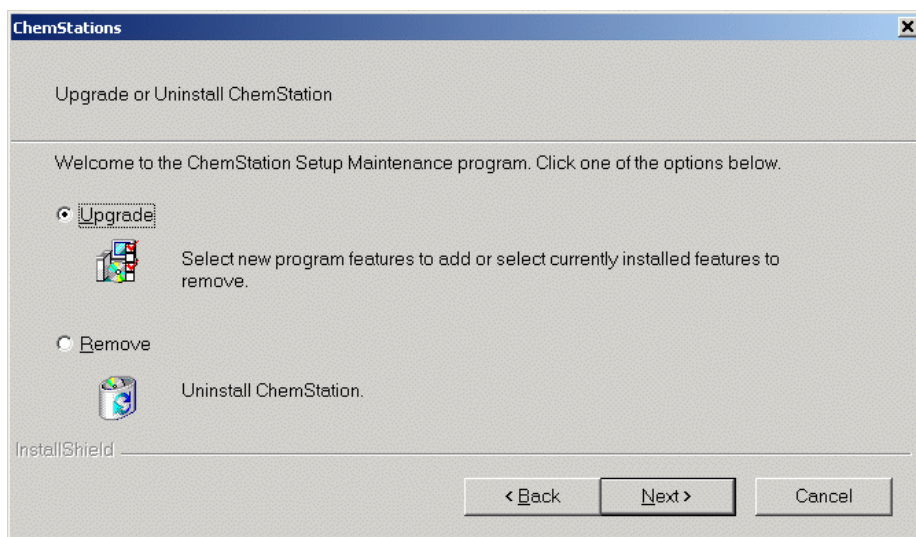 ChemStations
Upgrade or Uninstall ChemStation
Welcome to the ChemStation Setup Maintenance program. Click one of the options below.
Upgrade
Select new program features to add or select currently installed features to
remove.
Remove
Uninstall ChemStation.
InstallShield
< Back Next > Cancel